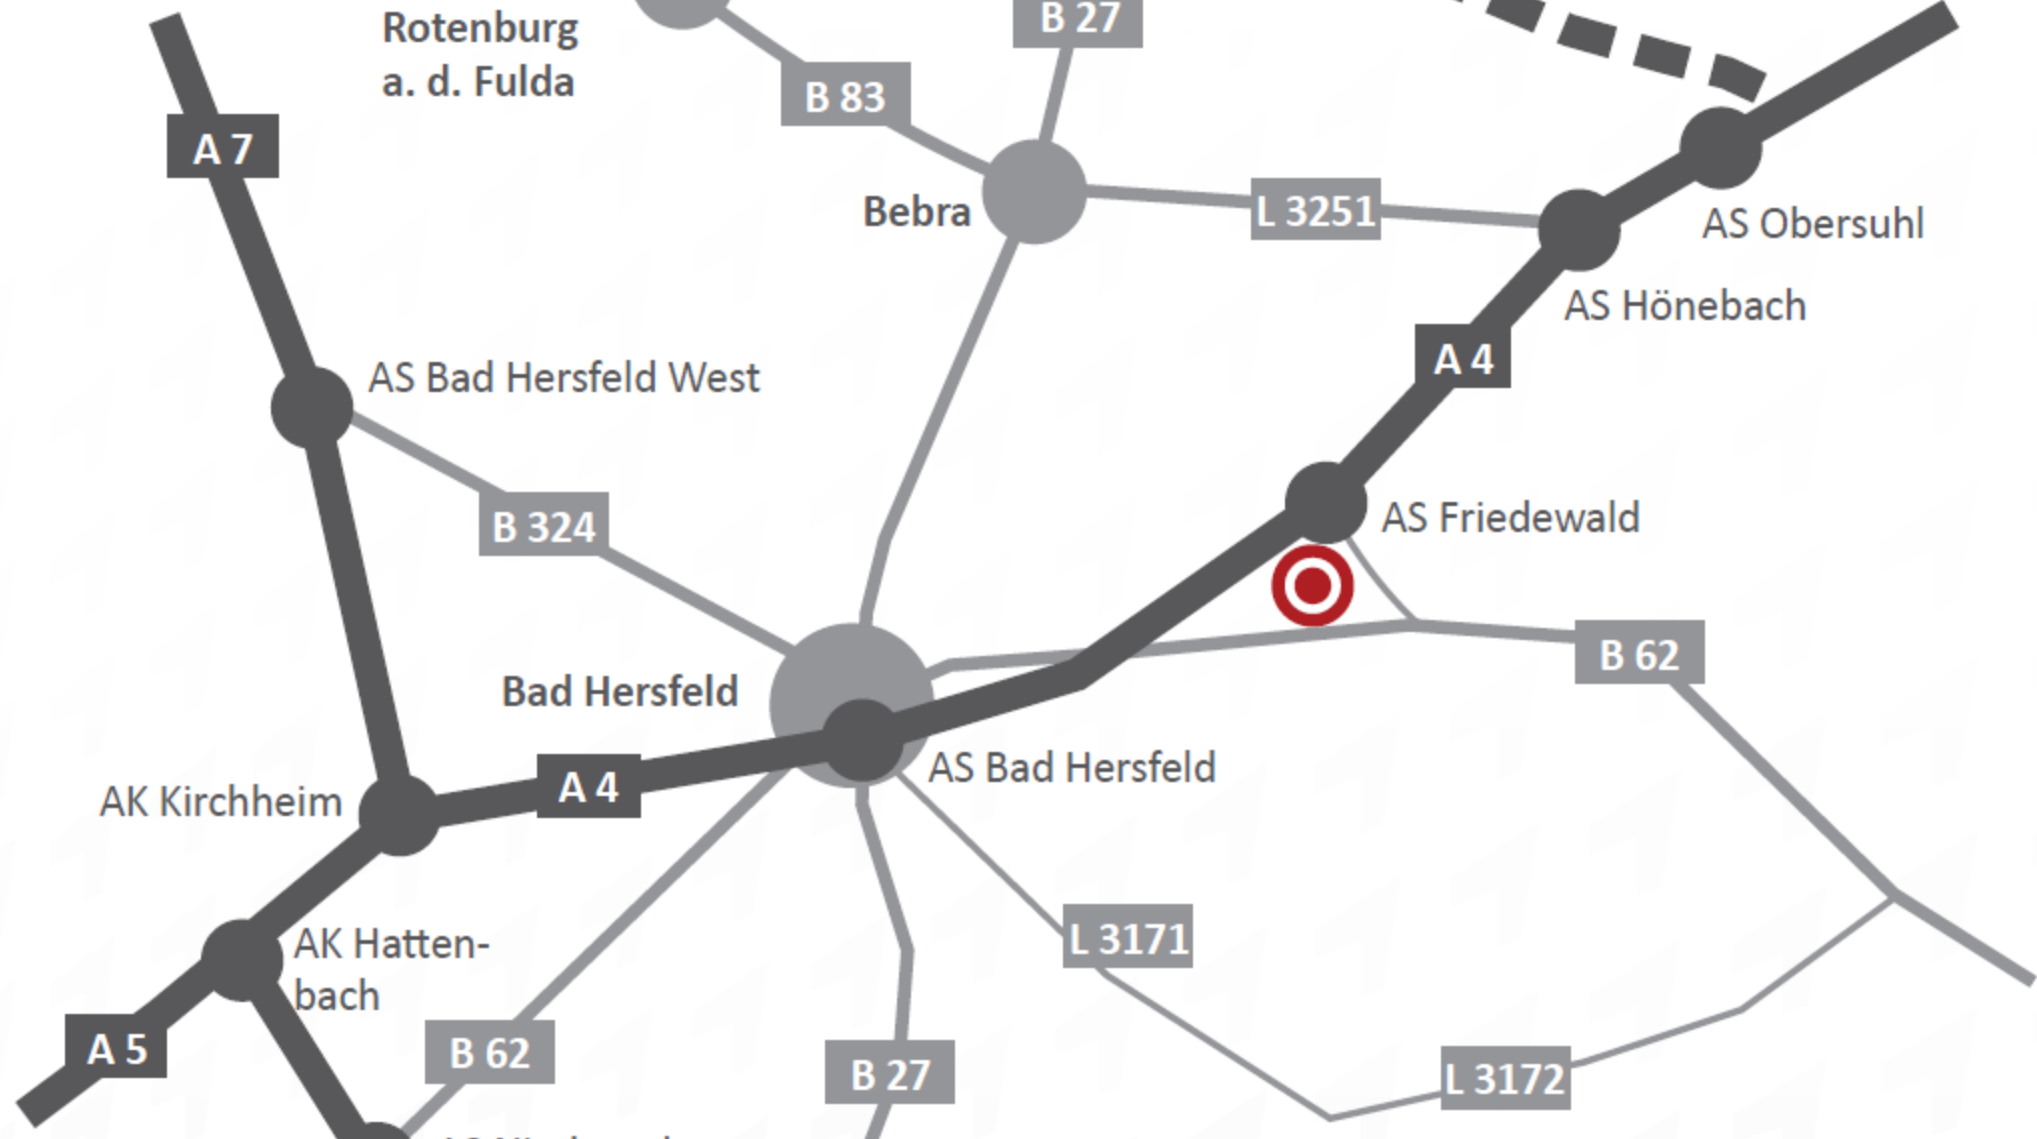 Rotenburg
a. d. Fulda
B 27
B 83
A 7
Bebra
L 3251
AS Obersuhl
AS Hönebach
A 4
AS Bad Hersfeld West
B 324
AS Friedewald
B 62
Bad Hersfeld
AS Bad Hersfeld
A 4
AK Kirchheim
AK Hatten-
bach
L 3171
A 5
B 62
B 27
L 3172